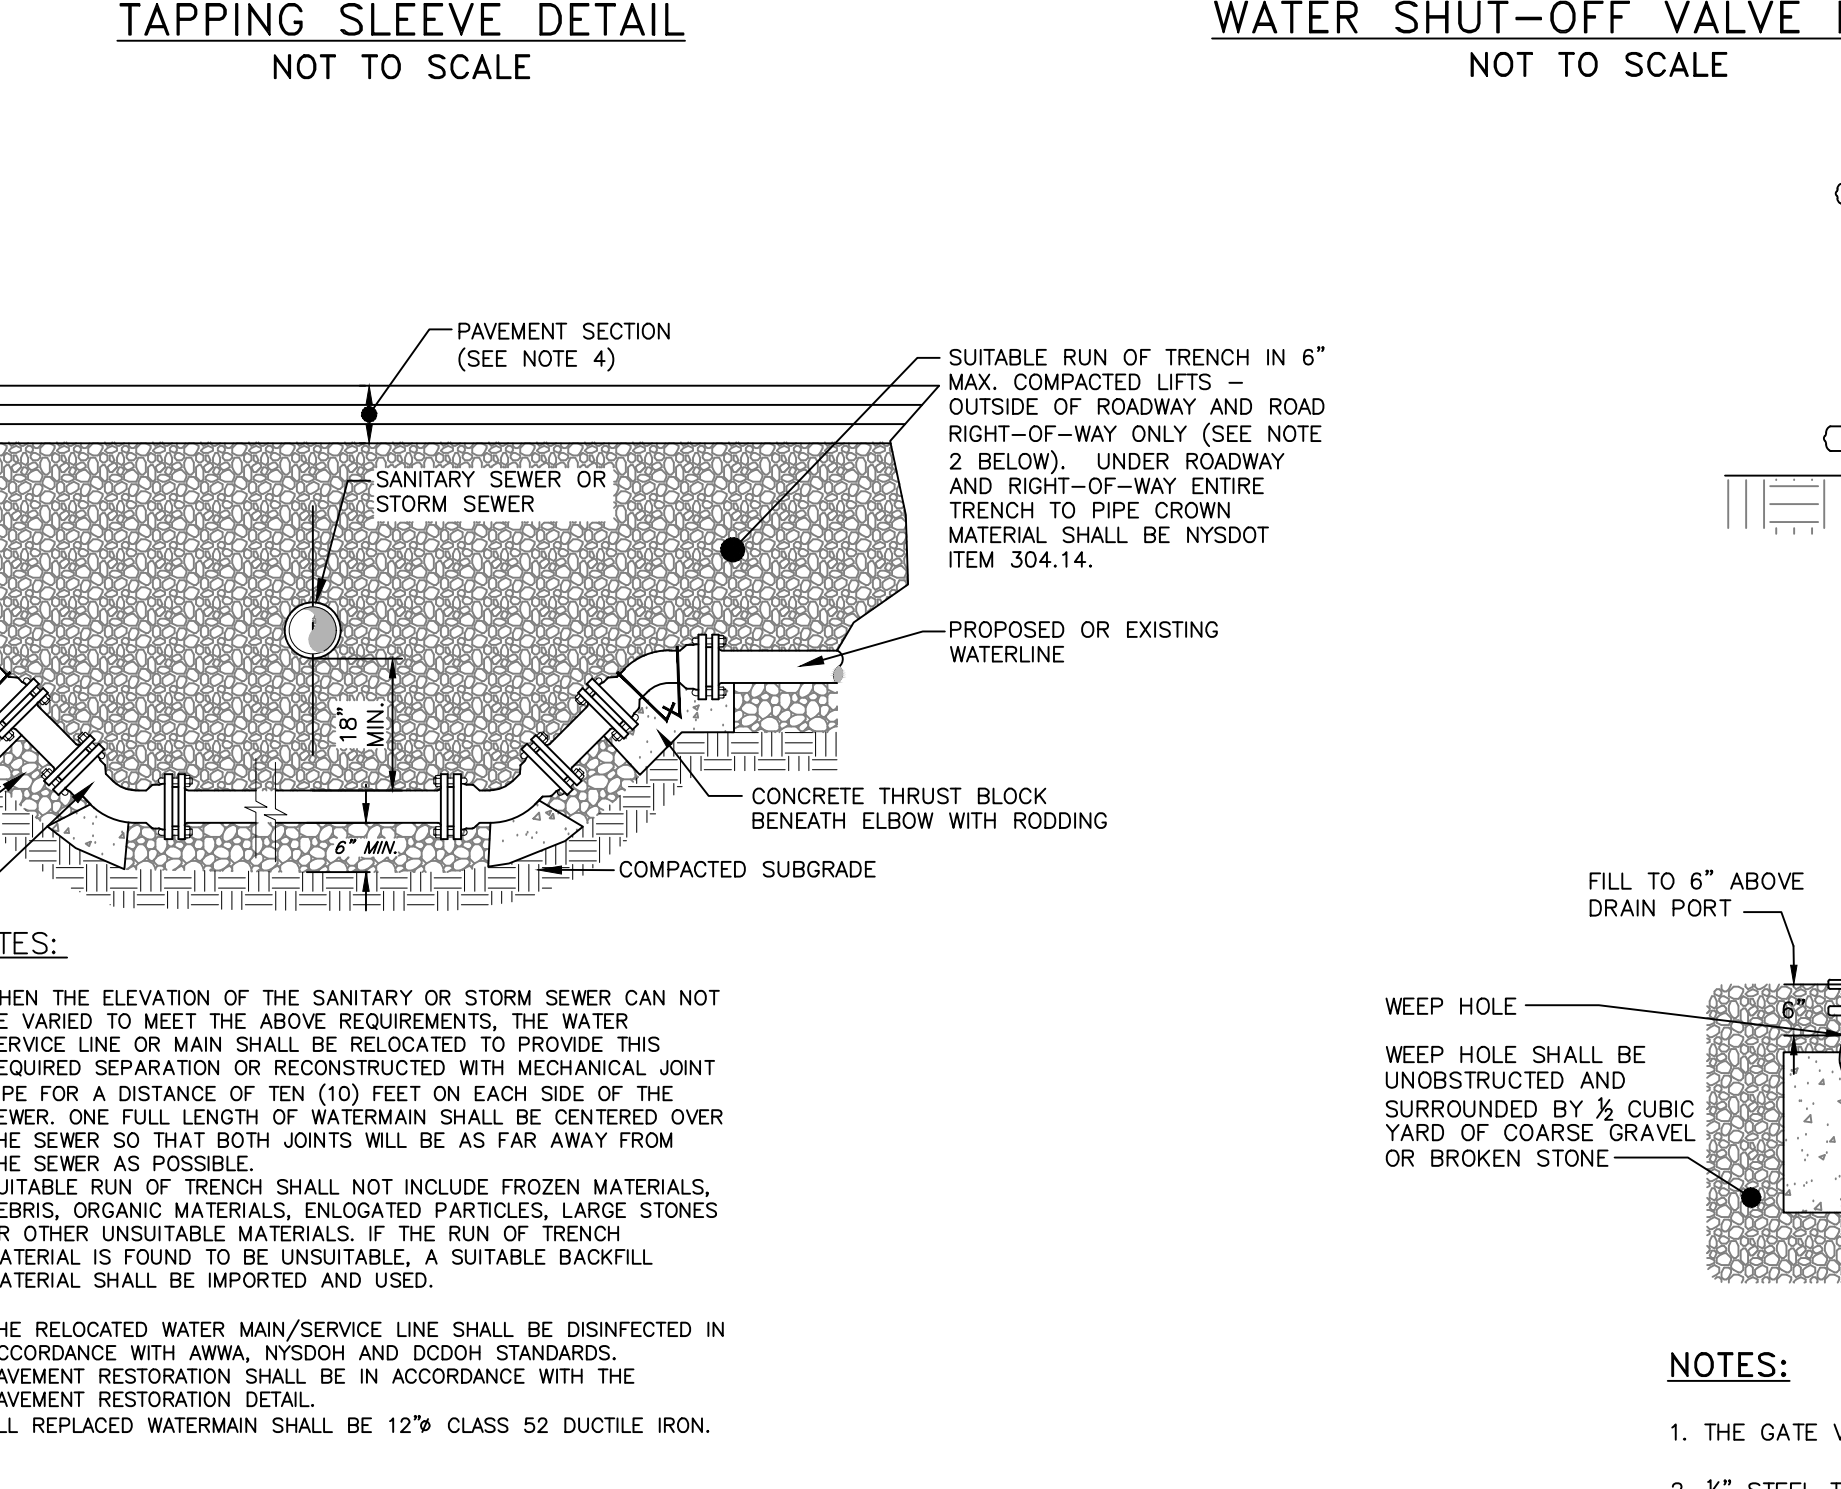 TAPPING SLEEVE DETAIL
NOT TO SCALE
WATER SHUT-OFF VALVE
NOT TO SCALE
PAVEMENT SECTION
(SEE NOTE 4)
SUITABLE RUN OF TRENCH IN 6"
MAX. COMPACTED LIFTS –
OUTSIDE OF ROADWAY AND ROAD
RIGHT-OF-WAY ONLY (SEE NOTE
2 BELOW). UNDER ROADWAY
AND RIGHT-OF-WAY ENTIRE
TRENCH TO PIPE CROWN
MATERIAL SHALL BE NYSDOT
ITEM 304.14.
SANITARY SEWER OR
STORM SEWER
PROPOSED OR EXISTING
WATERLINE
18"
MIN.
CONCRETE THRUST BLOCK
BENEATH ELBOW WITH RODDING
6" MIN.
COMPACTED SUBGRADE
TES:
HEN THE ELEVATION OF THE SANITARY OR STORM SEWER CAN NOT
E VARIED TO MEET THE ABOVE REQUIREMENTS, THE WATER
ERVICE LINE OR MAIN SHALL BE RELOCATED TO PROVIDE THIS
EQUIRED SEPARATION OR RECONSTRUCTED WITH MECHANICAL JOINT
IPE FOR A DISTANCE OF TEN (10) FEET ON EACH SIDE OF THE
EWER. ONE FULL LENGTH OF WATERMAIN SHALL BE CENTERED OVER
HE SEWER SO THAT BOTH JOINTS WILL BE AS FAR AWAY FROM
HE SEWER AS POSSIBLE.
UITABLE RUN OF TRENCH SHALL NOT INCLUDE FROZEN MATERIALS,
EBRIS, ORGANIC MATERIALS, ENLOGATED PARTICLES, LARGE STONES
R OTHER UNSUITABLE MATERIALS. IF THE RUN OF TRENCH
ATERIAL IS FOUND TO BE UNSUITABLE, A SUITABLE BACKFILL
ATERIAL SHALL BE IMPORTED AND USED.
HE RELOCATED WATER MAIN/SERVICE LINE SHALL BE DISINFECTED IN
CCORDANCE WITH AWWA, NYSDOH AND DCDOH STANDARDS.
AVEMENT RESTORATION SHALL BE IN ACCORDANCE WITH THE
AVEMENT RESTORATION DETAIL.
LL REPLACED WATERMAIN SHALL BE 12"ø CLASS 52 DUCTILE IRON.
FILL TO 6" ABOVE
DRAIN PORT
6"
WEEP HOLE
WEEP HOLE SHALL BE
UNOBSTRUCTED AND
SURROUNDED BY ½ CUBIC
YARD OF COARSE GRAVEL
OR BROKEN STONE
NOTES:
1. THE GATE
STEEL